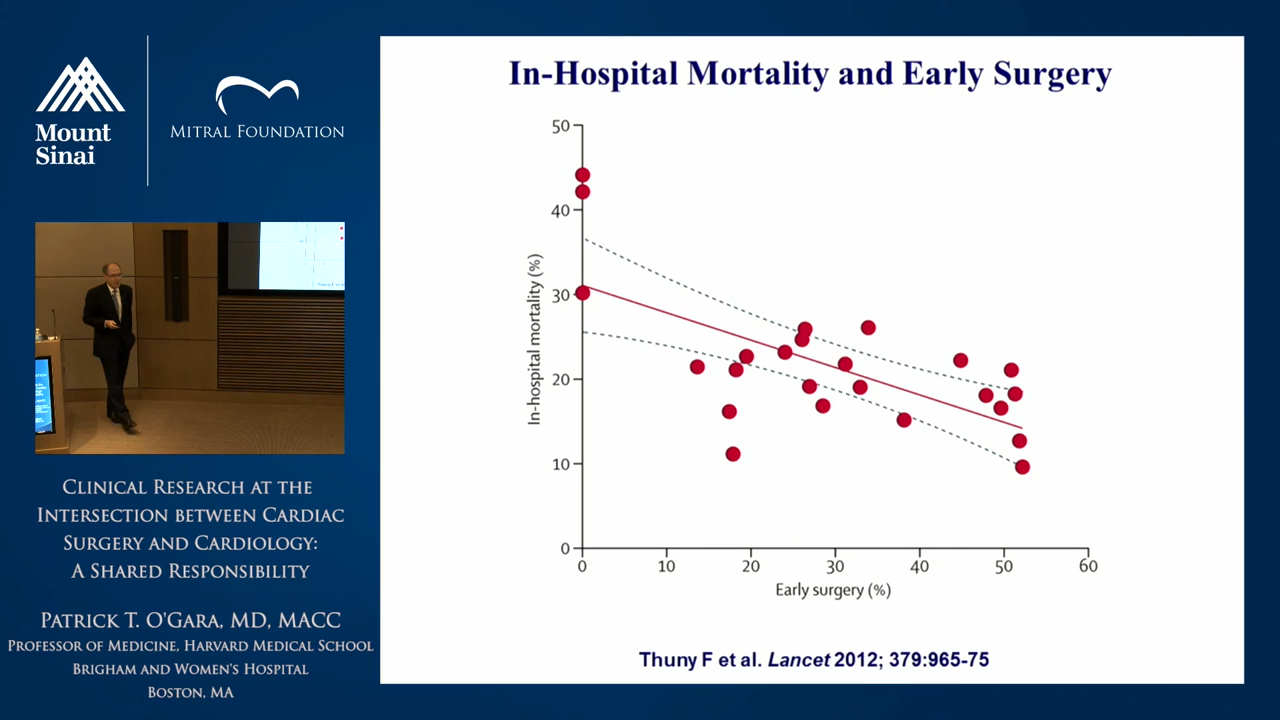 Mount
Sinai
MITRAL FOUNDATION
CLINICAL RESEARCH AT THE
INTERSECTION BETWEEN CARDIAC
SURGERY AND CARDIOLOGY:
A SHARED RESPONSIBILITY
PATRICK T. O'GARA, MD, MACC
PROFESSOR OF MEDICINE, HARVARD MEDICAL SCHOOL
BRIGHAM AND WOMEN'S HOSPITAL
BOSTON, MA
In-Hospital Mortality and Early Surgery
In-hospital mortality (%)
50
40
30
20
10
0
0 10 20 30 40 50 60
Early surgery (%)
Thuny F et al. Lancet 2012; 379:965-75